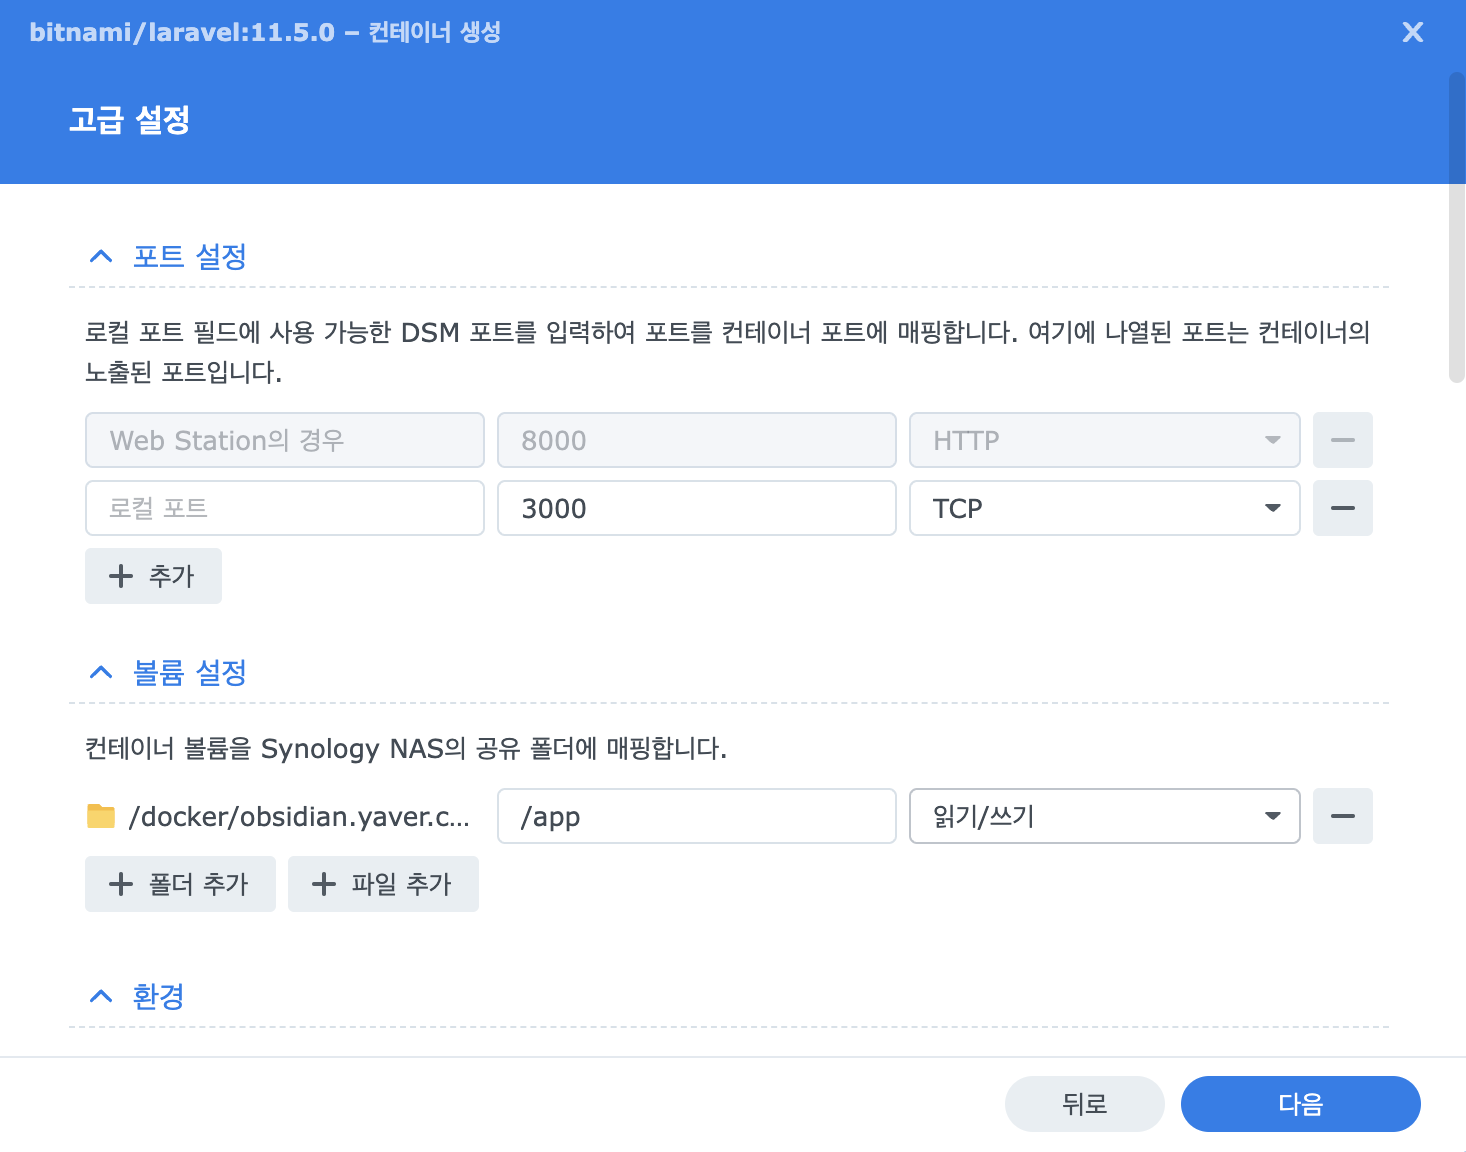 bitnami/laravel:11.5.0 – 컨테이너 생성
고급 설정
포트 설정
로컬 포트 필드에 사용 가능한 DSM 포트를 입력하여 포트를 컨테이너 포트에 매핑합니다. 여기에 나열된 포트는 컨테이너의
노출된 포트입니다.
Web Station의 경우 8000 HTTP
로컬 포트 3000 TCP
추가
볼륨 설정
컨테이너 볼륨을 Synology NAS의 공유 폴더에 매핑합니다.
/docker/obsidian.yaver.c... /app 읽기/쓰기
폴더 추가 파일 추가
환경
뒤로 다음